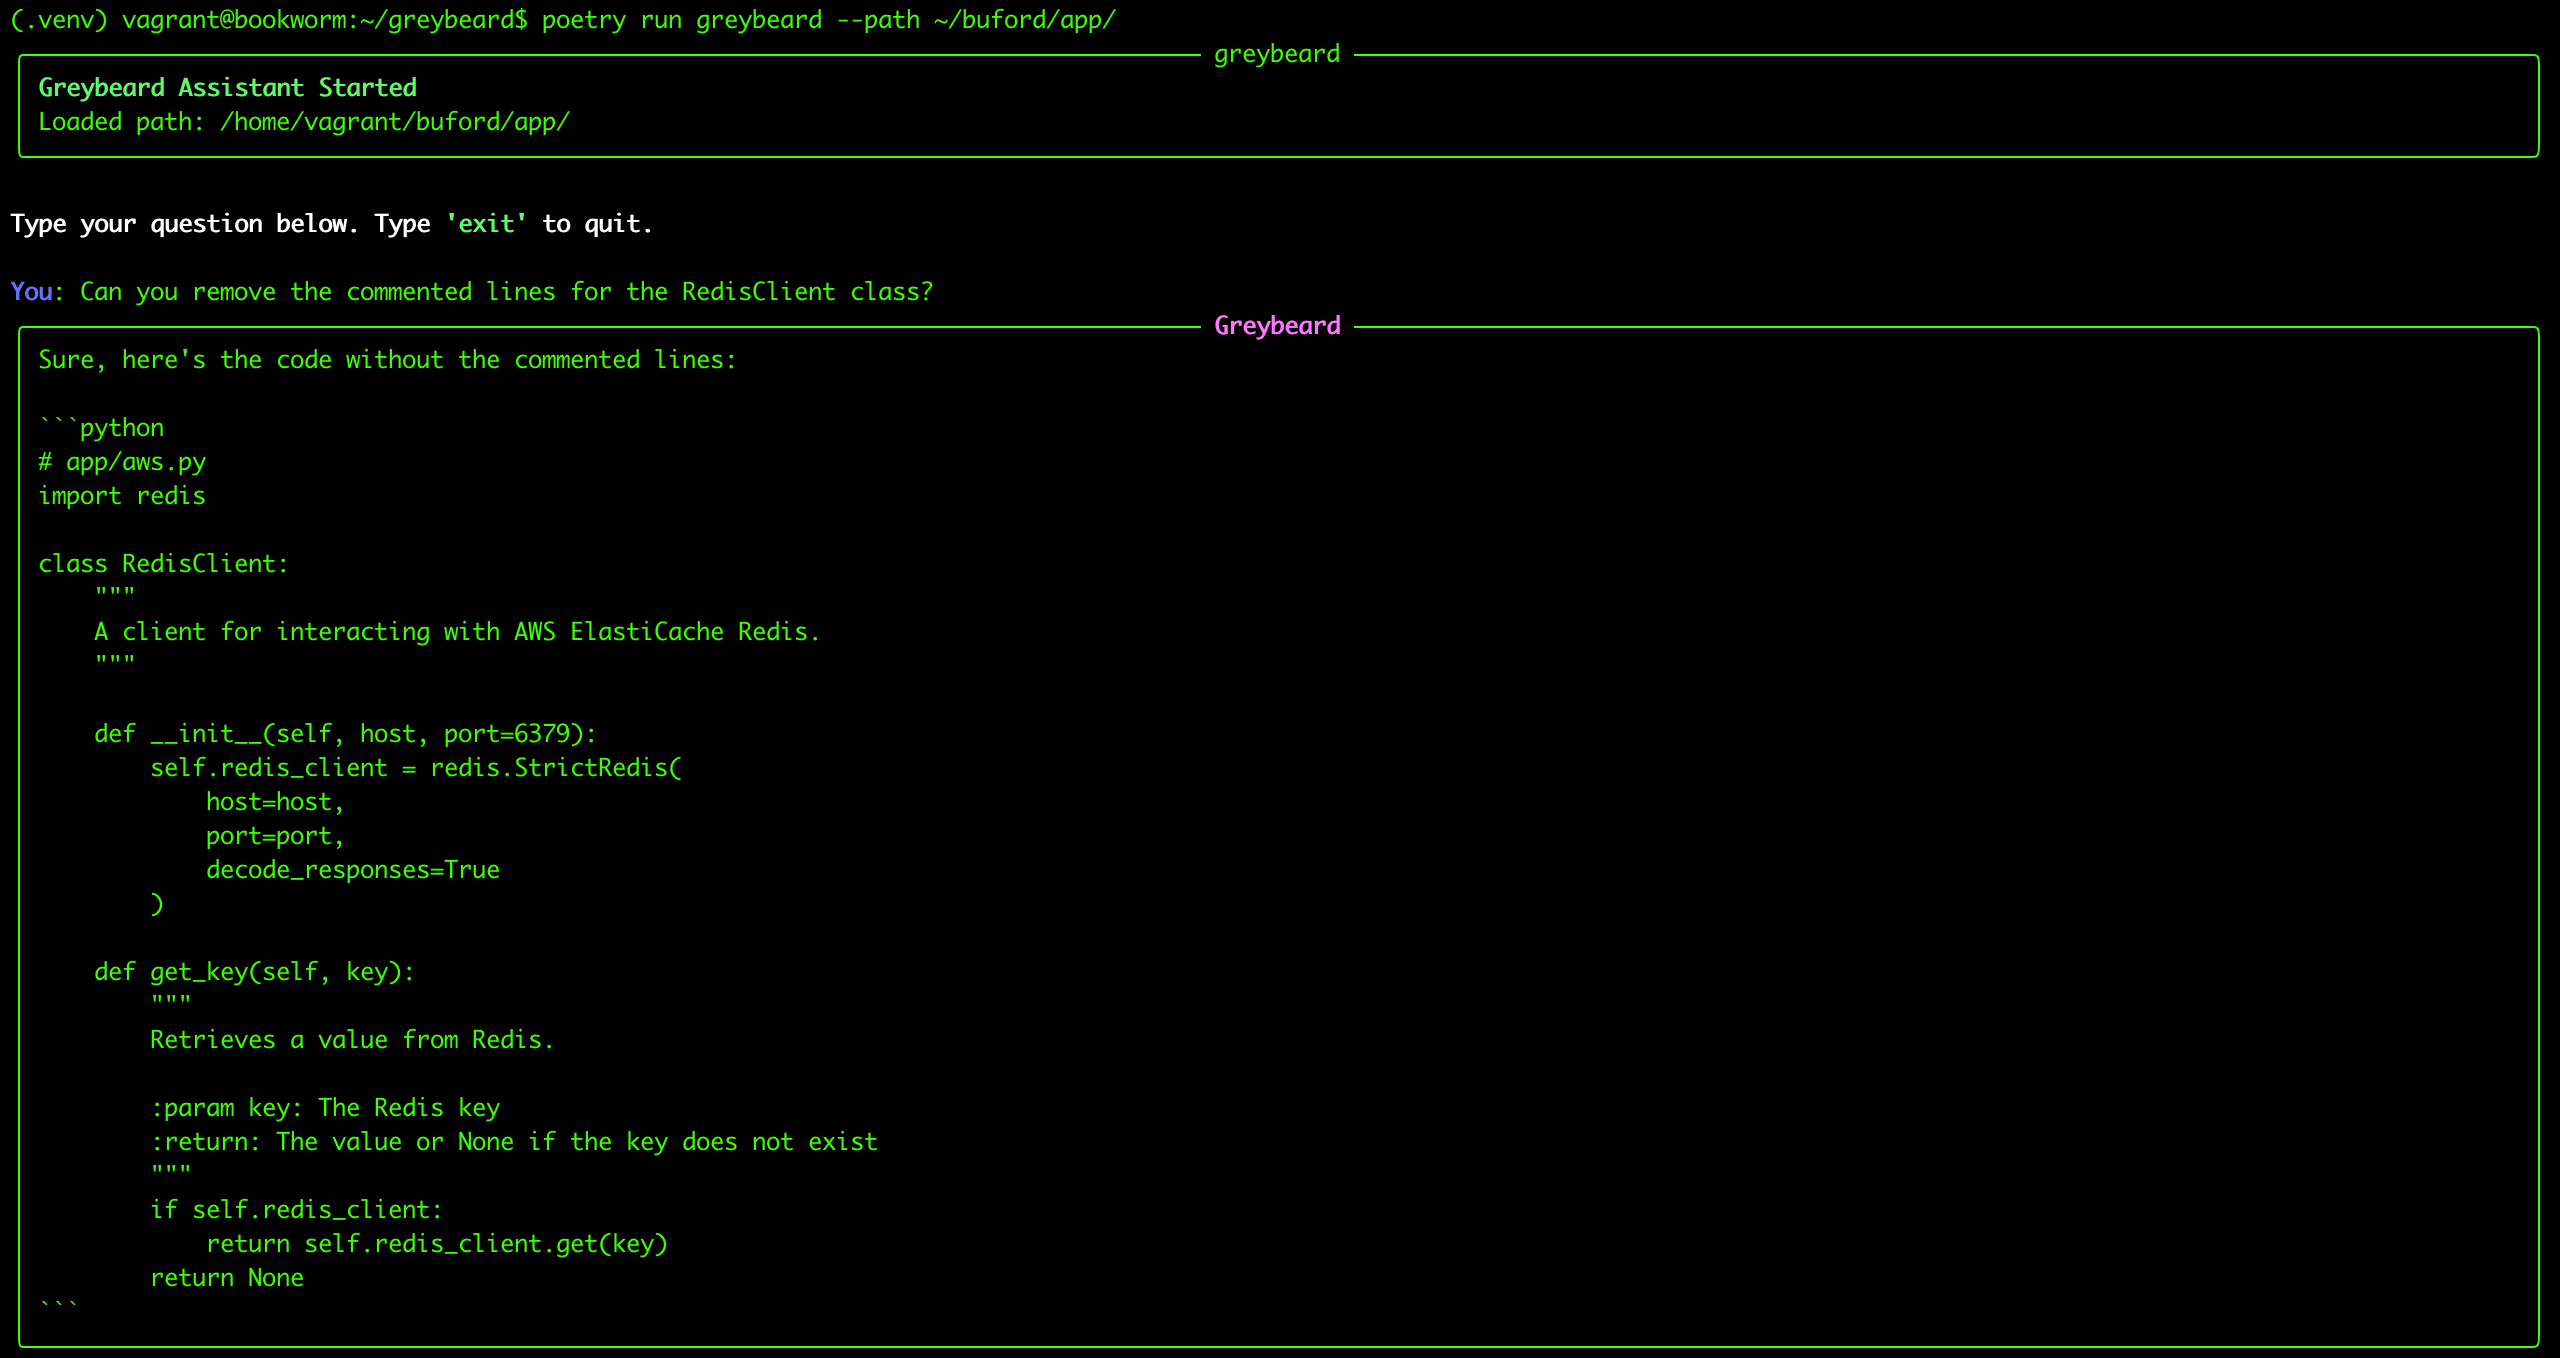 (.venv) vagrant@bookworm:~/greybeard$ poetry run greybeard --path ~/buford/app/
greybeard
Greybeard Assistant Started
Loaded path: /home/vagrant/buford/app/
Type your question below. Type 'exit' to quit.
You: Can you remove the commented lines for the RedisClient class?
Greybeard
Sure, here's the code without the commented lines:
```python
# app/aws.py
import redis
class RedisClient:
    """
    A client for interacting with AWS ElastiCache Redis.
    """
    def __init__(self, host, port=6379):
        self.redis_client = redis.StrictRedis(
            host=host,
            port=port,
            decode_responses=True
        )
    def get_key(self, key):
        """
        Retrieves a value from Redis.
        :param key: The Redis key
        :return: The value or None if the key does not exist
        """
        if self.redis_client:
            return self.redis_client.get(key)
        return None
```